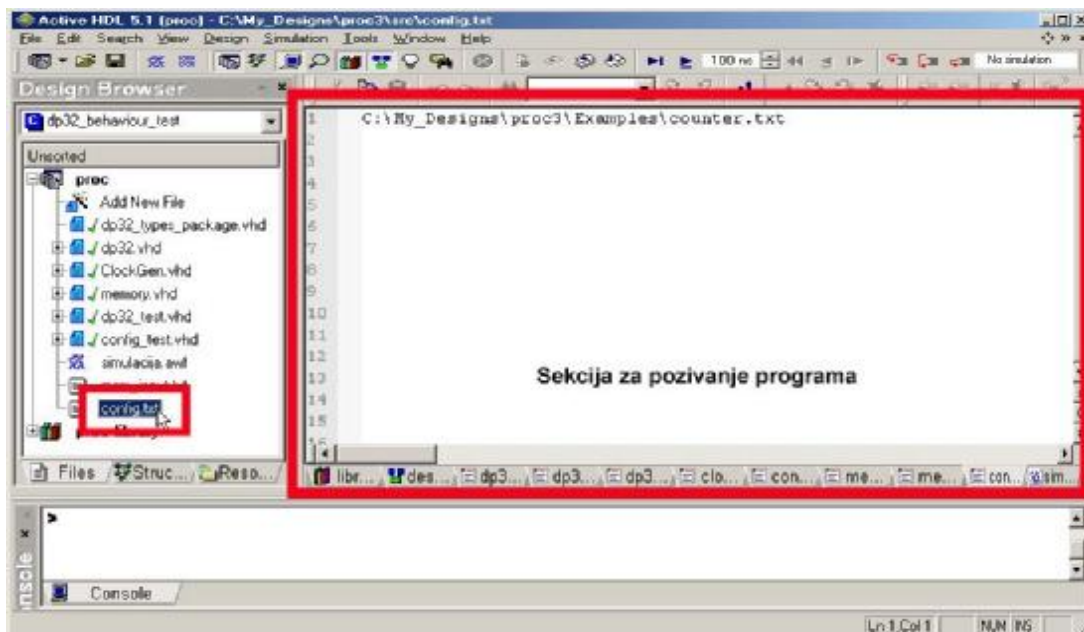 Active HDL 5.1 (proc) - C:\My_Designs\proc3\src\config.txt
File Edit Search View Design Simulation Tools Window Help
100 ns No simulation
Design Browser
dp32_behaviour_test
Unsorted
proc
Add New File
dp32_types_package.vhd
dp32.vhd
ClockGen.vhd
memory.vhd
dp32_test.vhd
config_test.vhd
simulacija.awf
config.txt
Files Struc... Reso...
1 C:\My_Designs\proc3\Examples\counter.txt
2
3
4
5
6
7
8
9
10
11
12
13
14
15
16
Sekcija za pozivanje programa
libr... des... dp3... dp3... dp3... clo... con... me... me... con... sim...
>
Console
Ln 1,Col 1 NUM INS